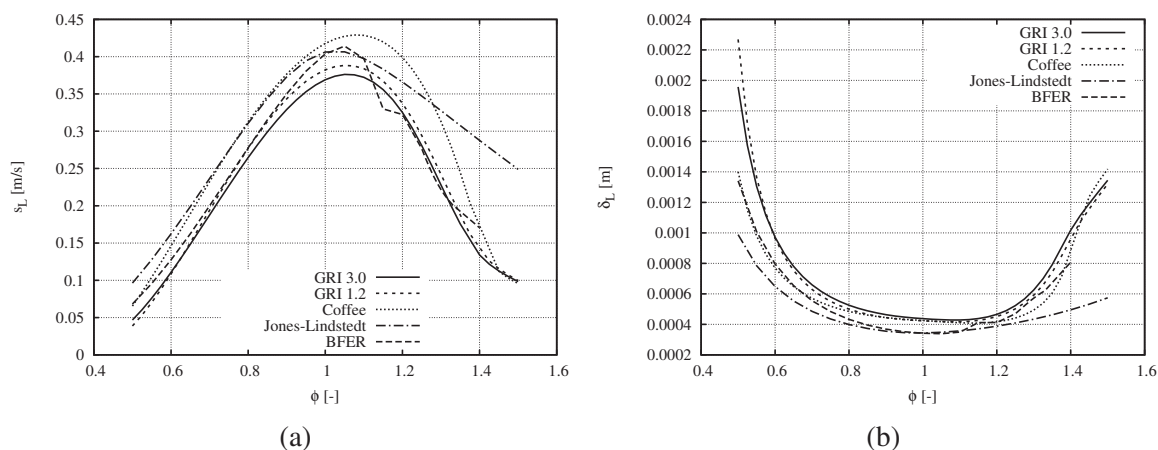 0.45
0.4
0.35
0.3
0.25
0.2
0.15
0.1
0.05
0
s_L [m/s]
GRI 3.0
GRI 1.2
Coffee
Jones-Lindstedt
BFER
0.4 0.6 0.8 1 1.2 1.4 1.6
ϕ [-]
(a)
0.0024
0.0022
0.002
0.0018
0.0016
0.0014
0.0012
0.001
0.0008
0.0006
0.0004
0.0002
δ_L [m]
GRI 3.0
GRI 1.2
Coffee
Jones-Lindstedt
BFER
0.4 0.6 0.8 1 1.2 1.4 1.6
ϕ [-]
(b)